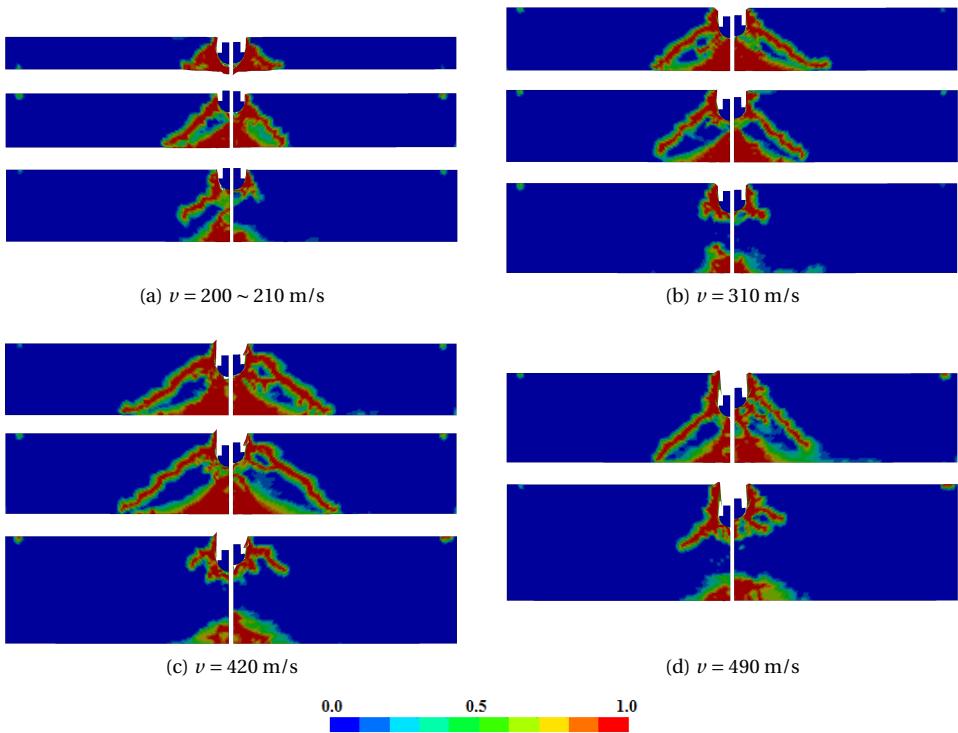 (a) v = 200 ~ 210 m/s
(b) v = 310 m/s
(c) v = 420 m/s
(d) v = 490 m/s
0.0 0.5 1.0